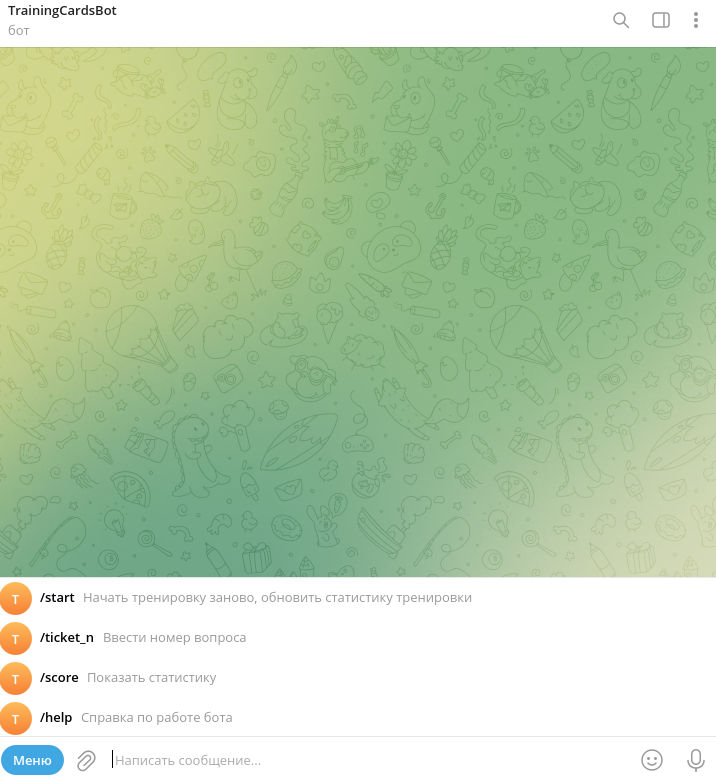 TrainingCardsBot
бот
T /start Начать тренировку заново, обновить статистику тренировки
T /ticket_n Ввести номер вопроса
T /score Показать статистику
T /help Справка по работе бота
Меню Написать сообщение...